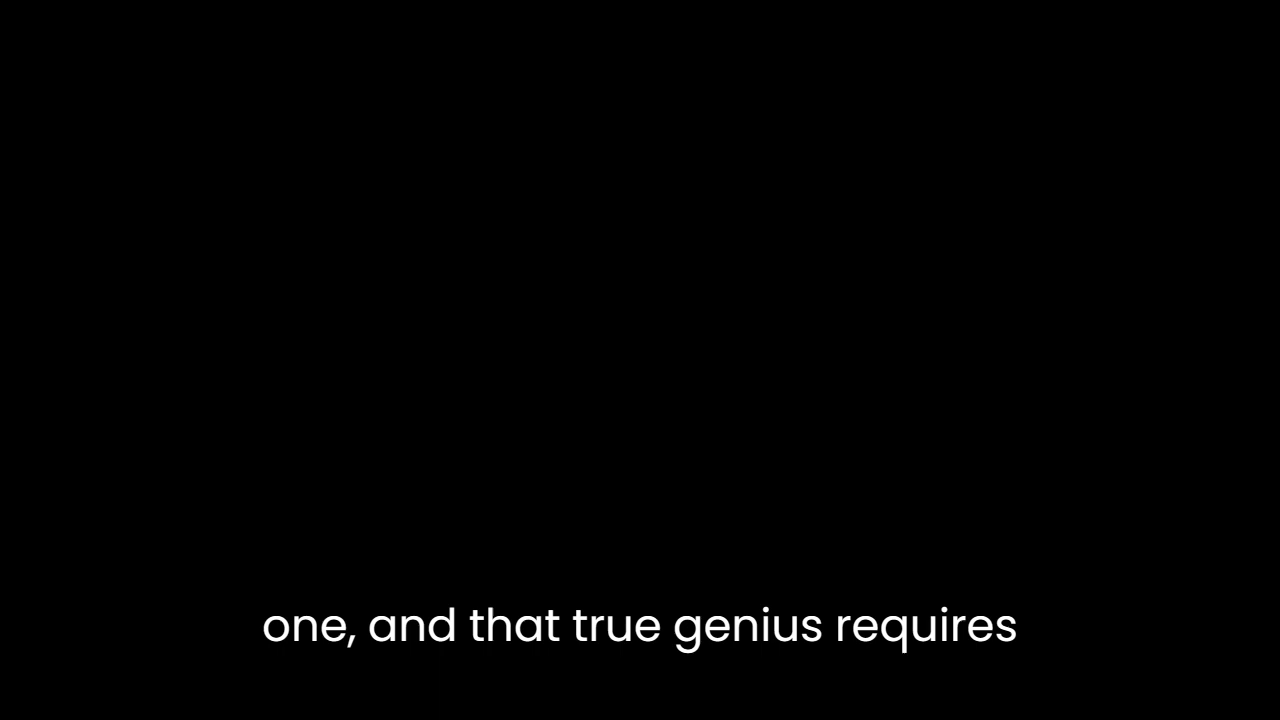 one, and that true genius requires